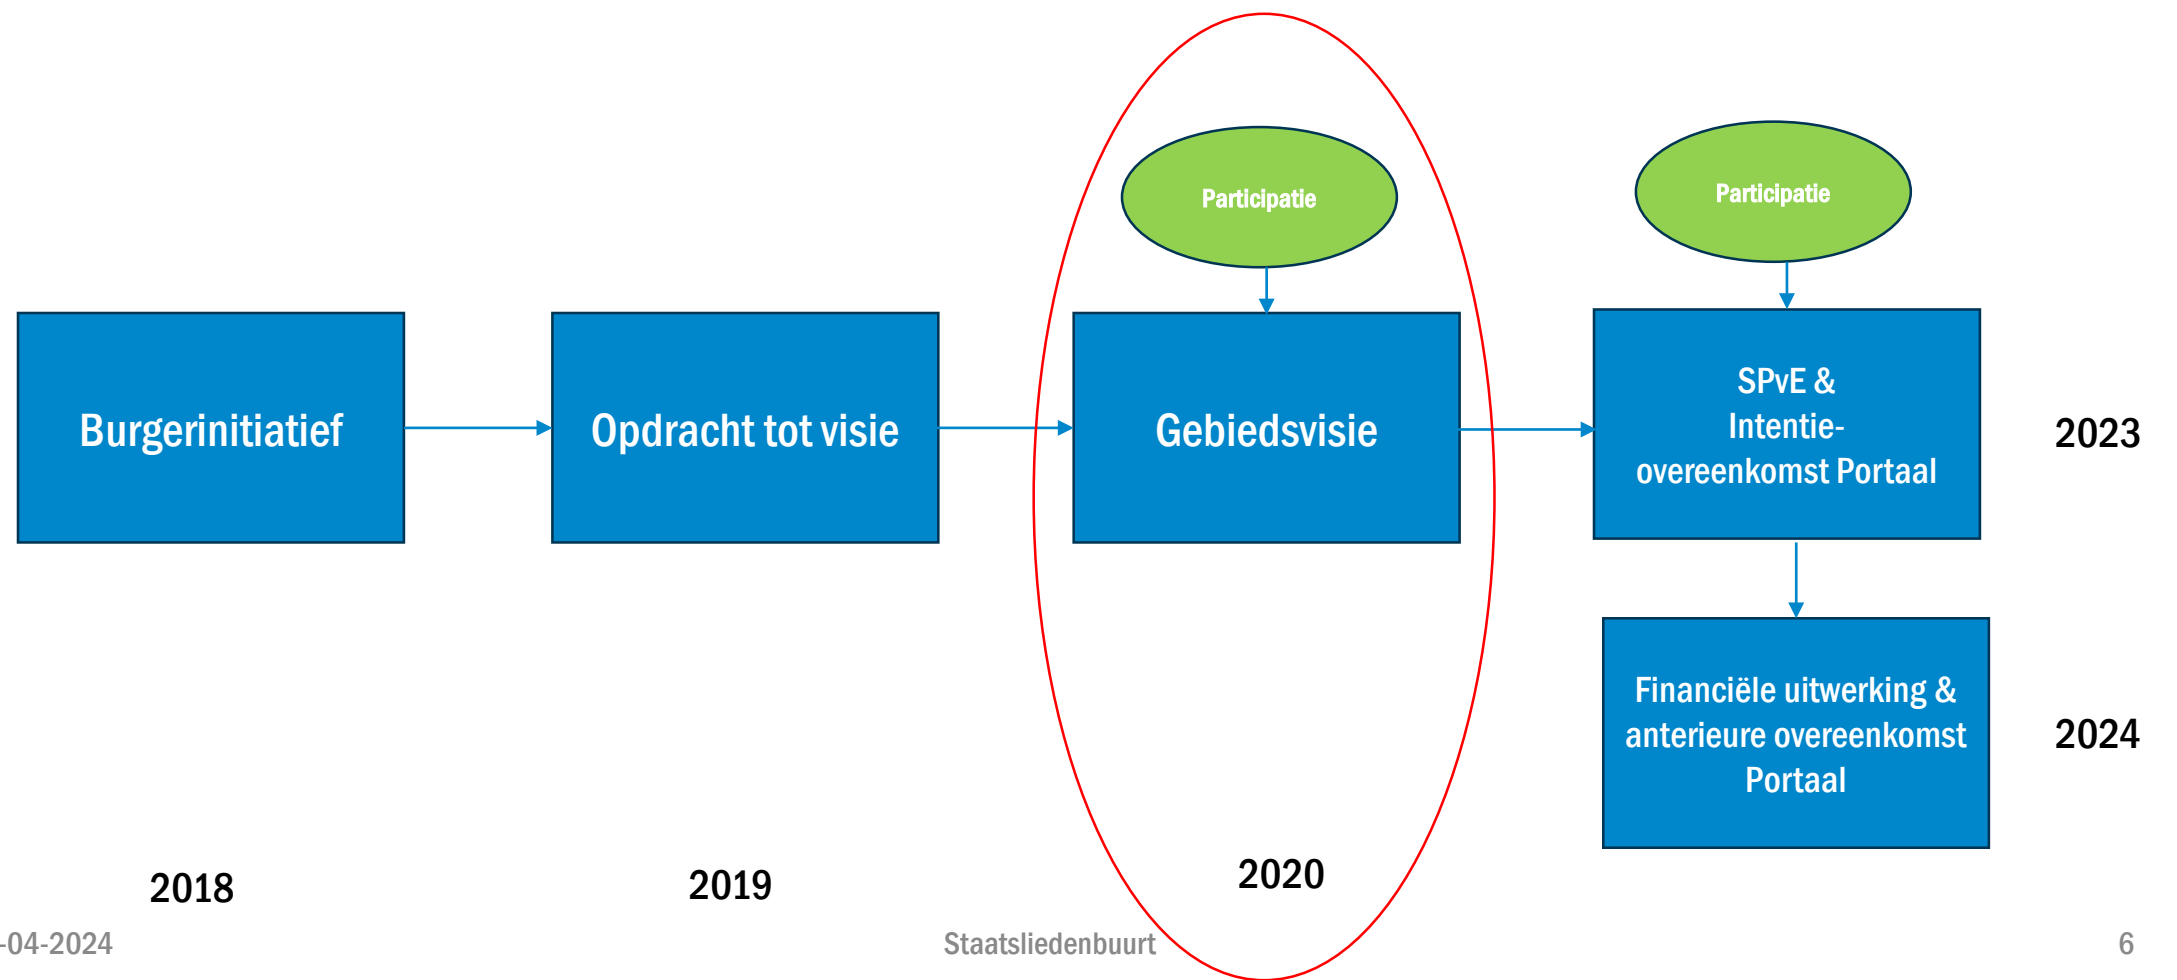 Participatie
Participatie
Burgerinitiatief
Opdracht tot visie
Gebiedsvisie
SPvE &
Intentie-
overeenkomst Portaal
2023
Financiële uitwerking &
anterieure overeenkomst
Portaal
2024
2018
2019
2020
-04-2024
Staatsliedenbuurt
6